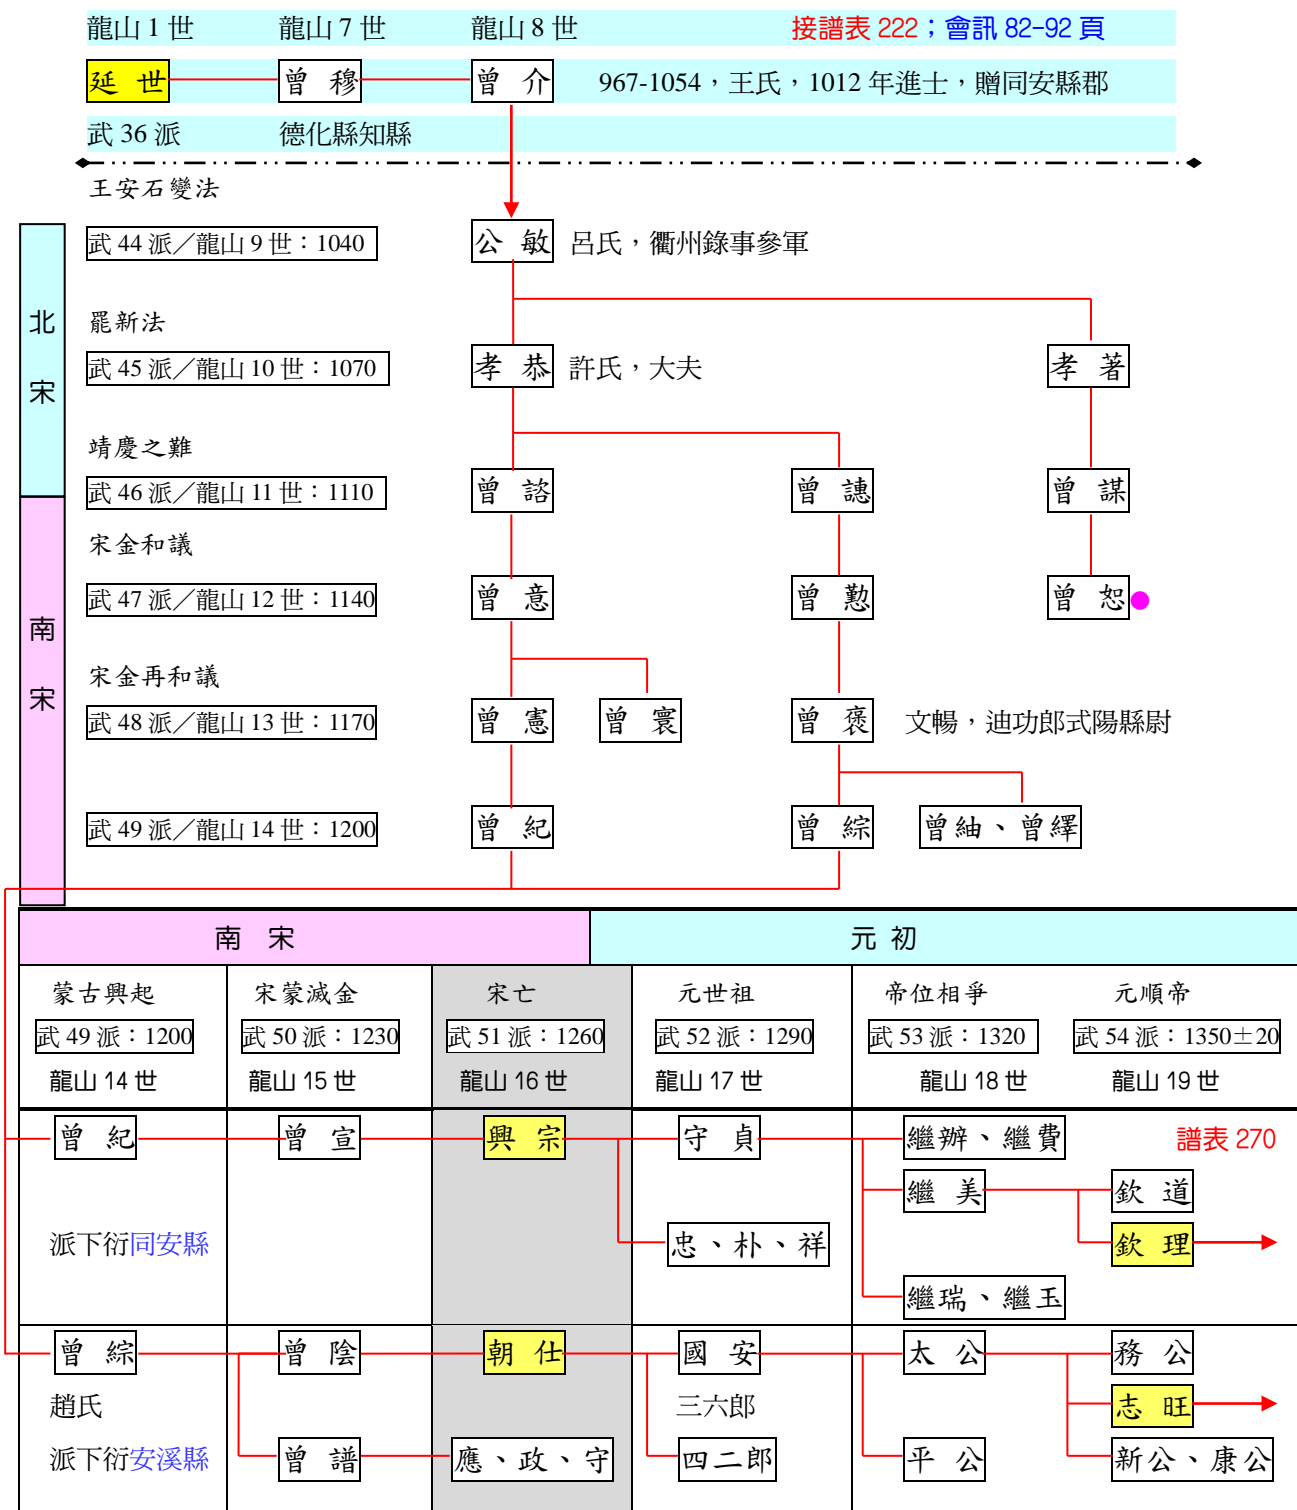 龍山 1 世　龍山 7 世　龍山 8 世　接譜表 222；會訊 82-92 頁
延 世　曾 穆　曾 介　967-1054，王氏，1012 年進士，贈同安縣郡
武 36 派　德化縣知縣
王安石變法
武 44 派／龍山 9 世：1040　公 敏　呂氏，衢州錄事參軍
北宋
罷新法
武 45 派／龍山 10 世：1070　孝 恭　許氏，大夫　孝 著
靖慶之難
武 46 派／龍山 11 世：1110　曾 諮　曾 譓　曾 謀
南宋
宋金和議
武 47 派／龍山 12 世：1140　曾 意　曾 懃　曾 恕
宋金再和議
武 48 派／龍山 13 世：1170　曾 憲　曾 寰　曾 褒　文暢，迪功郎式陽縣尉
武 49 派／龍山 14 世：1200　曾 紀　曾 綜　曾紬、曾繹
南 宋　元 初
蒙古興起　宋蒙滅金　宋亡　元世祖　帝位相爭　元順帝
武 49 派：1200　武 50 派：1230　武 51 派：1260　武 52 派：1290　武 53 派：1320　武 54 派：1350±20
龍山 14 世　龍山 15 世　龍山 16 世　龍山 17 世　龍山 18 世　龍山 19 世
曾 紀　曾 宣　興 宗　守 貞　繼辦、繼費　譜表 270
繼 美　欽 道
派下衍同安縣　忠、朴、祥　欽 理
繼瑞、繼玉
曾 綜　曾 陰　朝 仕　國 安　太 公　務 公
趙氏　三六郎　志 旺
派下衍安溪縣　曾 譜　應、政、守　四二郎　平 公　新公、康公